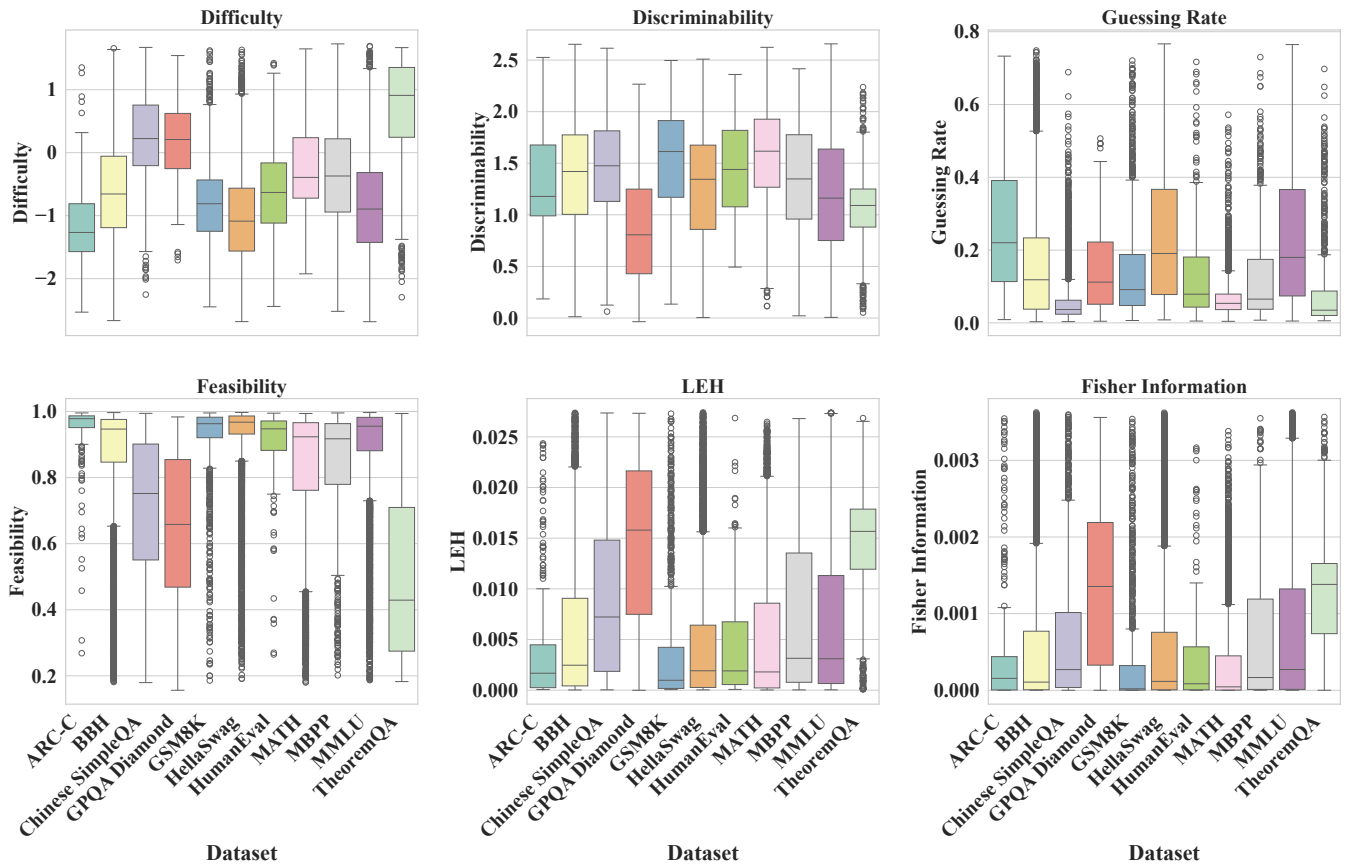 Difficulty
Discriminability
Guessing Rate
Difficulty
1
0
−1
−2
Discriminability
2.5
2.0
1.5
1.0
0.5
0.0
Guessing Rate
0.8
0.6
0.4
0.2
0.0
Feasibility
LEH
Fisher Information
Feasibility
1.0
0.8
0.6
0.4
0.2
LEH
0.025
0.020
0.015
0.010
0.005
0.000
Fisher Information
0.003
0.002
0.001
0.000
ARC-C
BBH
Chinese SimpleQA
GPQA Diamond
GSM8K
HellaSwag
HumanEval
MATH
MBPP
MMLU
TheoremQA
ARC-C
BBH
Chinese SimpleQA
GPQA Diamond
GSM8K
HellaSwag
HumanEval
MATH
MBPP
MMLU
TheoremQA
ARC-C
BBH
Chinese SimpleQA
GPQA Diamond
GSM8K
HellaSwag
HumanEval
MATH
MBPP
MMLU
TheoremQA
Dataset
Dataset
Dataset